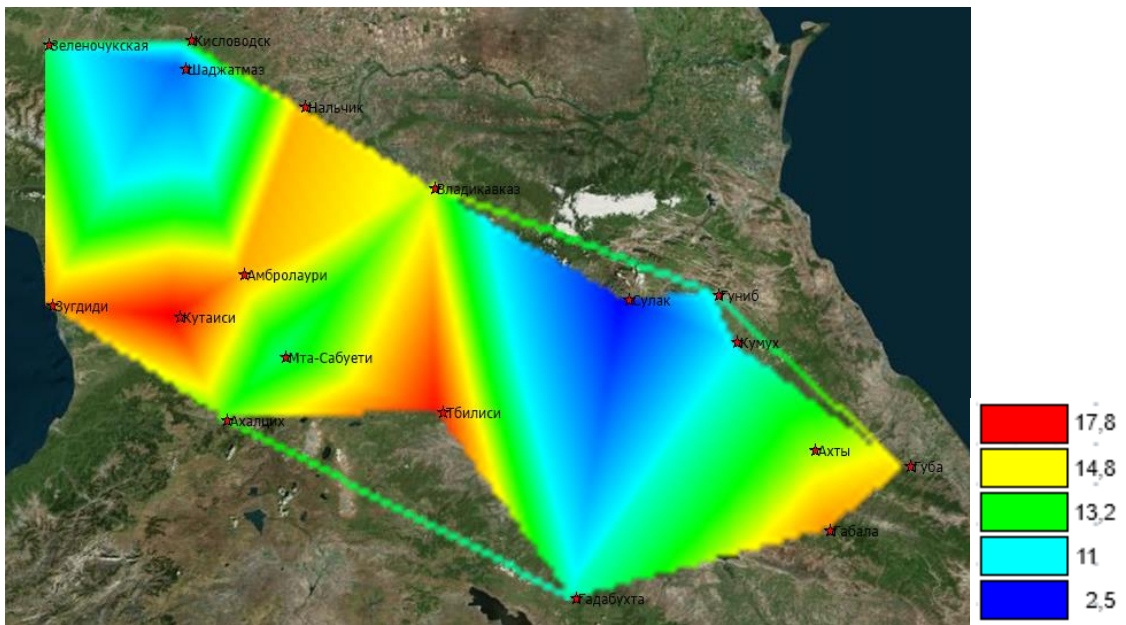 Зеленочукская
Кисловодск
Шаджатмаз
Нальчик
Владикавказ
Амбролаури
Сулак
Гуниб
Зугдиди
Кутаиси
Кумух
Мта-Сабуети
Ахалцих
Тбилиси
Ахты
Губа
Габала
Гадабухта
17,8
14,8
13,2
11
2,5